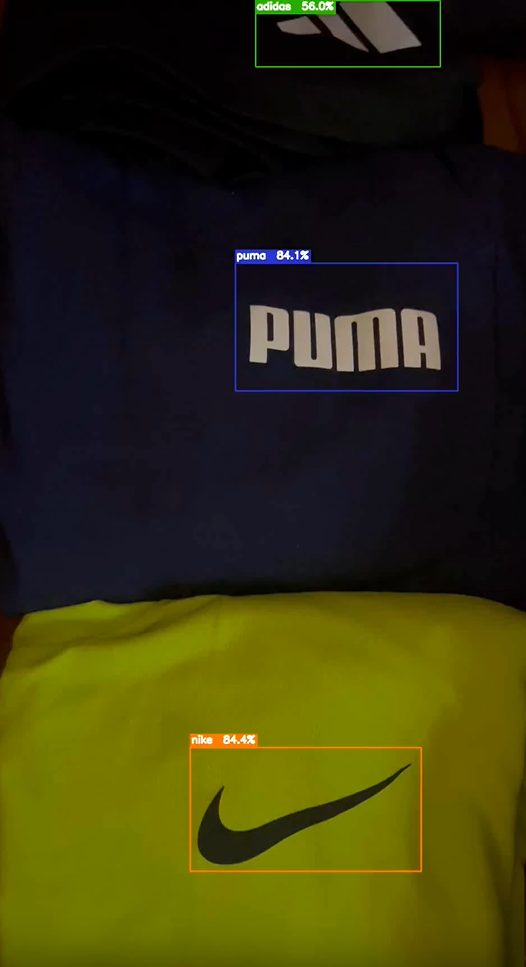 adidas 56.0%
puma 84.1%
PUMA
nike 84.4%